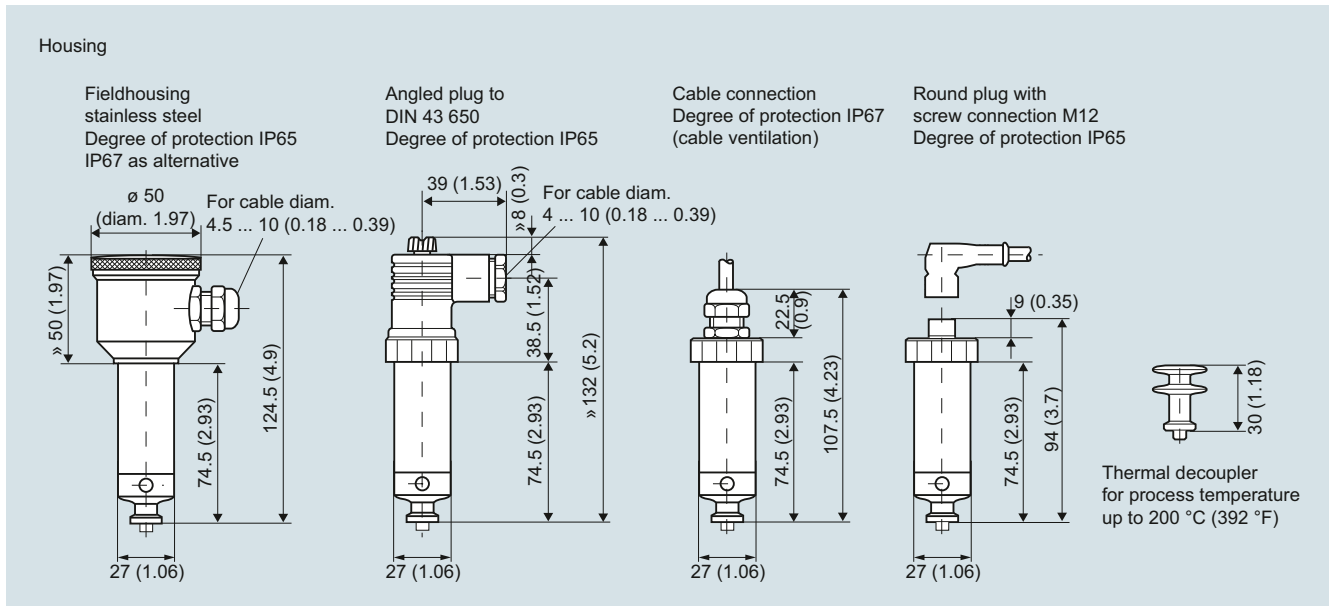 Housing
Fieldhousing
stainless steel
Degree of protection IP65
IP67 as alternative
Angled plug to
DIN 43 650
Degree of protection IP65
Cable connection
Degree of protection IP67
(cable ventilation)
Round plug with
screw connection M12
Degree of protection IP65
ø 50
(diam. 1.97)
For cable diam.
4.5 ... 10 (0.18 ... 0.39)
» 50 (1.97)
74.5 (2.93)
124.5 (4.9)
27 (1.06)
39 (1.53)
»8 (0.3)
For cable diam.
4 ... 10 (0.18 ... 0.39)
38.5 (1.52)
74.5 (2.93)
»132 (5.2)
27 (1.06)
22.5
(0.9)
74.5 (2.93)
107.5 (4.23)
27 (1.06)
9 (0.35)
74.5 (2.93)
94 (3.7)
27 (1.06)
30 (1.18)
Thermal decoupler
for process temperature
up to 200 °C (392 °F)